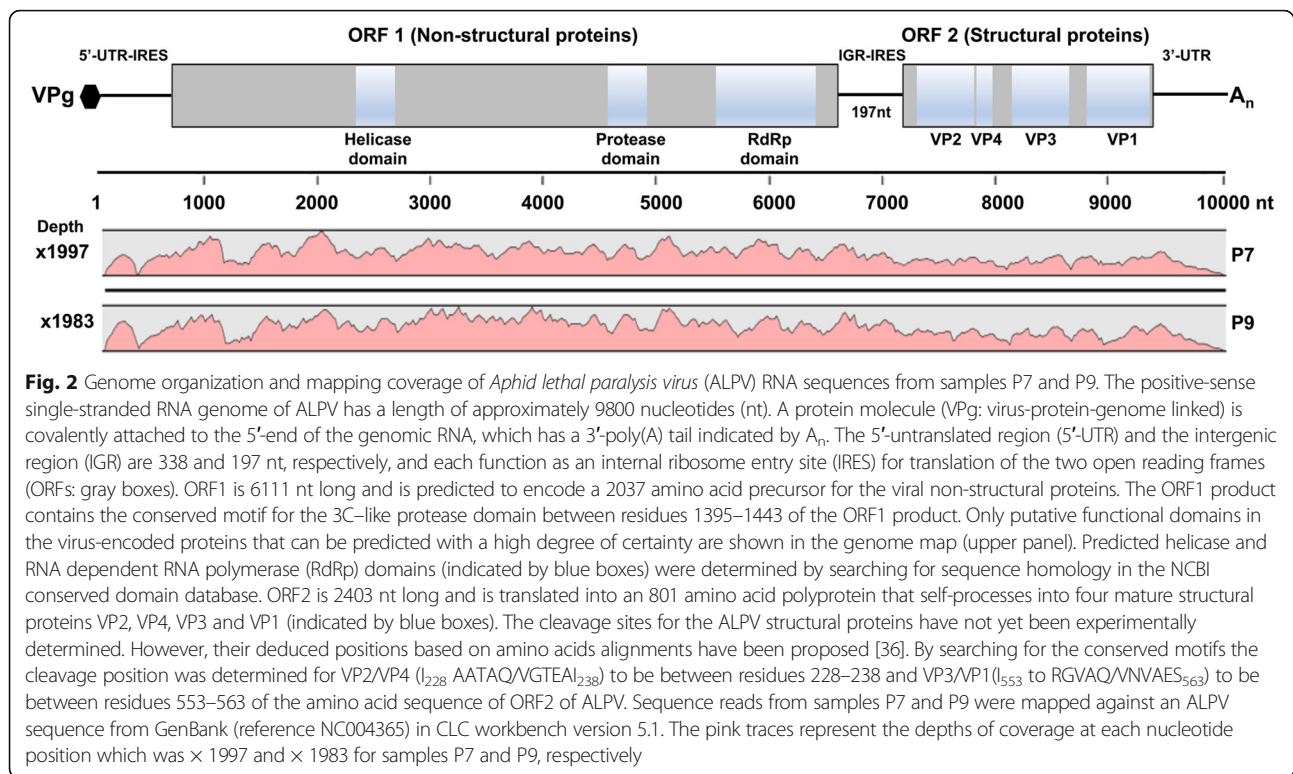 ORF 1 (Non-structural proteins)
ORF 2 (Structural proteins)
5’-UTR-IRES
IGR-IRES
3’-UTR
VPg
An
197nt
Helicase
domain
Protease
domain
RdRp
domain
VP2
VP4
VP3
VP1
1
1000
2000
3000
4000
5000
6000
7000
8000
9000
10000 nt
Depth
x1997
P7
x1983
P9
Fig. 2 Genome organization and mapping coverage of Aphid lethal paralysis virus (ALPV) RNA sequences from samples P7 and P9. The positive-sense
single-stranded RNA genome of ALPV has a length of approximately 9800 nucleotides (nt). A protein molecule (VPg: virus-protein-genome linked) is
covalently attached to the 5′-end of the genomic RNA, which has a 3′-poly(A) tail indicated by An. The 5′-untranslated region (5′-UTR) and the intergenic
region (IGR) are 338 and 197 nt, respectively, and each function as an internal ribosome entry site (IRES) for translation of the two open reading frames
(ORFs: gray boxes). ORF1 is 6111 nt long and is predicted to encode a 2037 amino acid precursor for the viral non-structural proteins. The ORF1 product
contains the conserved motif for the 3C–like protease domain between residues 1395–1443 of the ORF1 product. Only putative functional domains in
the virus-encoded proteins that can be predicted with a high degree of certainty are shown in the genome map (upper panel). Predicted helicase and
RNA dependent RNA polymerase (RdRp) domains (indicated by blue boxes) were determined by searching for sequence homology in the NCBI
conserved domain database. ORF2 is 2403 nt long and is translated into an 801 amino acid polyprotein that self-processes into four mature structural
proteins VP2, VP4, VP3 and VP1 (indicated by blue boxes). The cleavage sites for the ALPV structural proteins have not yet been experimentally
determined. However, their deduced positions based on amino acids alignments have been proposed [36]. By searching for the conserved motifs the
cleavage position was determined for VP2/VP4 (I228 AATAQ/VGTEAI238) to be between residues 228–238 and VP3/VP1(I553 to RGVAQ/VNVAES563) to be
between residues 553–563 of the amino acid sequence of ORF2 of ALPV. Sequence reads from samples P7 and P9 were mapped against an ALPV
sequence from GenBank (reference NC004365) in CLC workbench version 5.1. The pink traces represent the depths of coverage at each nucleotide
position which was × 1997 and × 1983 for samples P7 and P9, respectively